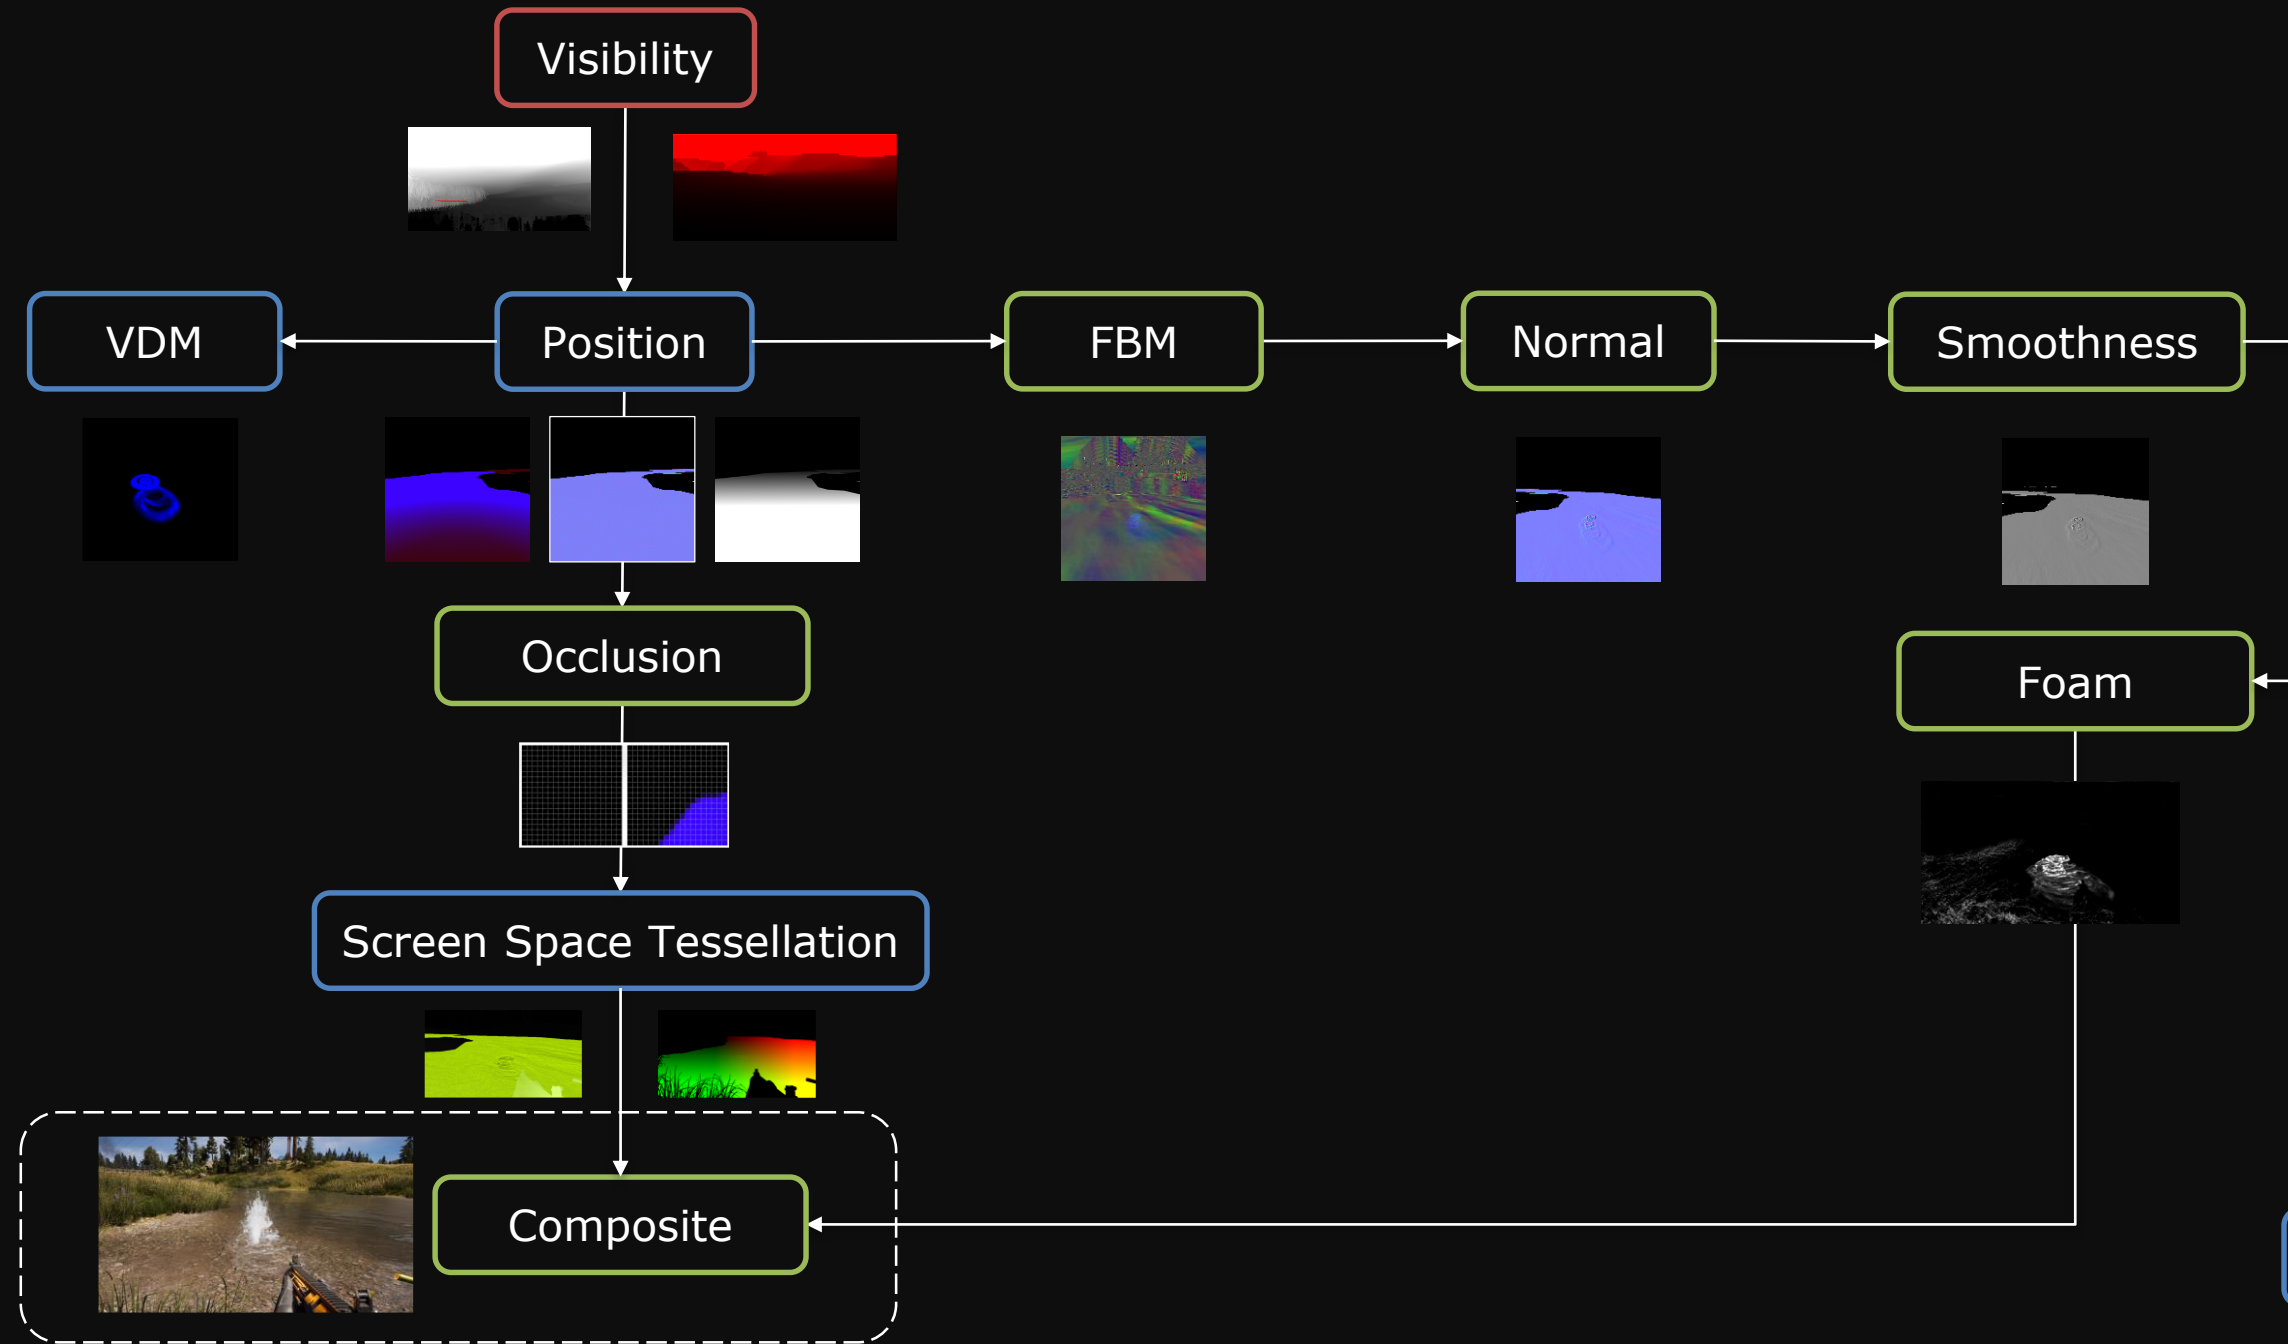 Visibility
VDM
Position
FBM
Normal
Smoothness
Occlusion
Foam
Screen Space Tessellation
Composite